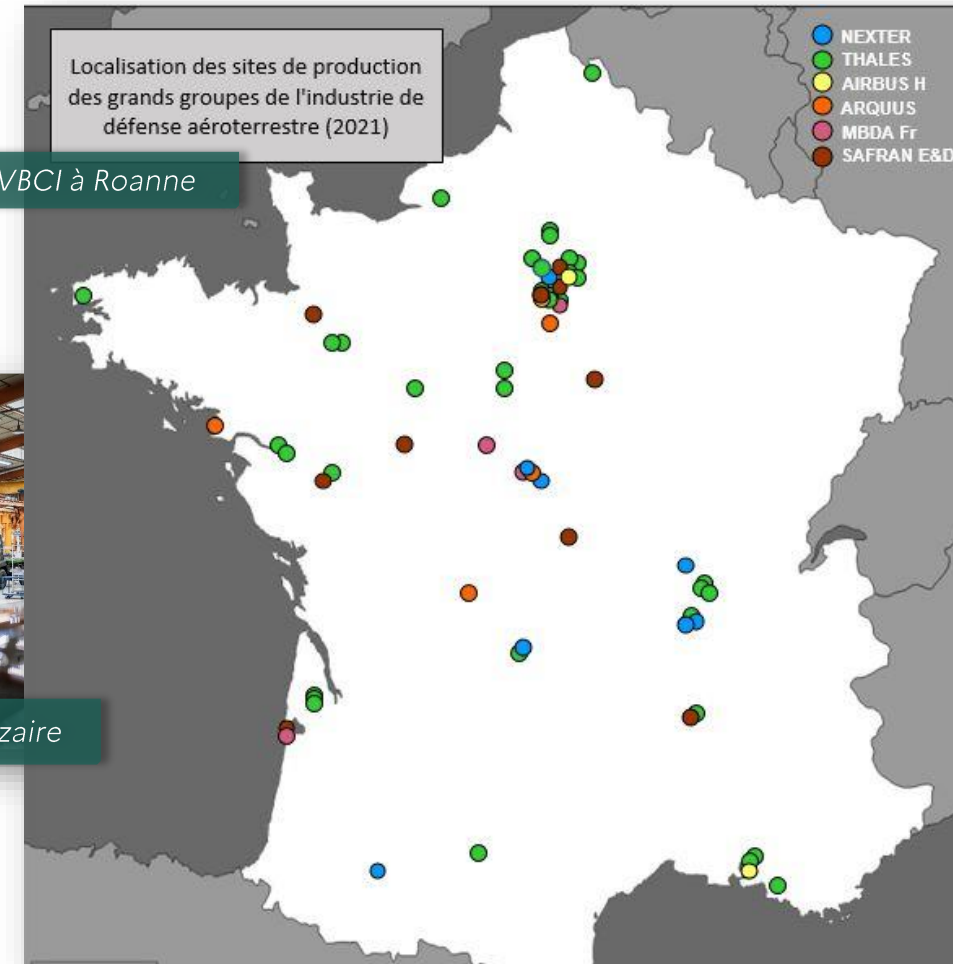 Localisation des sites de production
des grands groupes de l'industrie de
défense aéroterrestre (2021)
NEXTER
THALES
AIRBUS H
ARQUUS
MBDA Fr
SAFRAN E&D
VBCI à Roanne
zaire